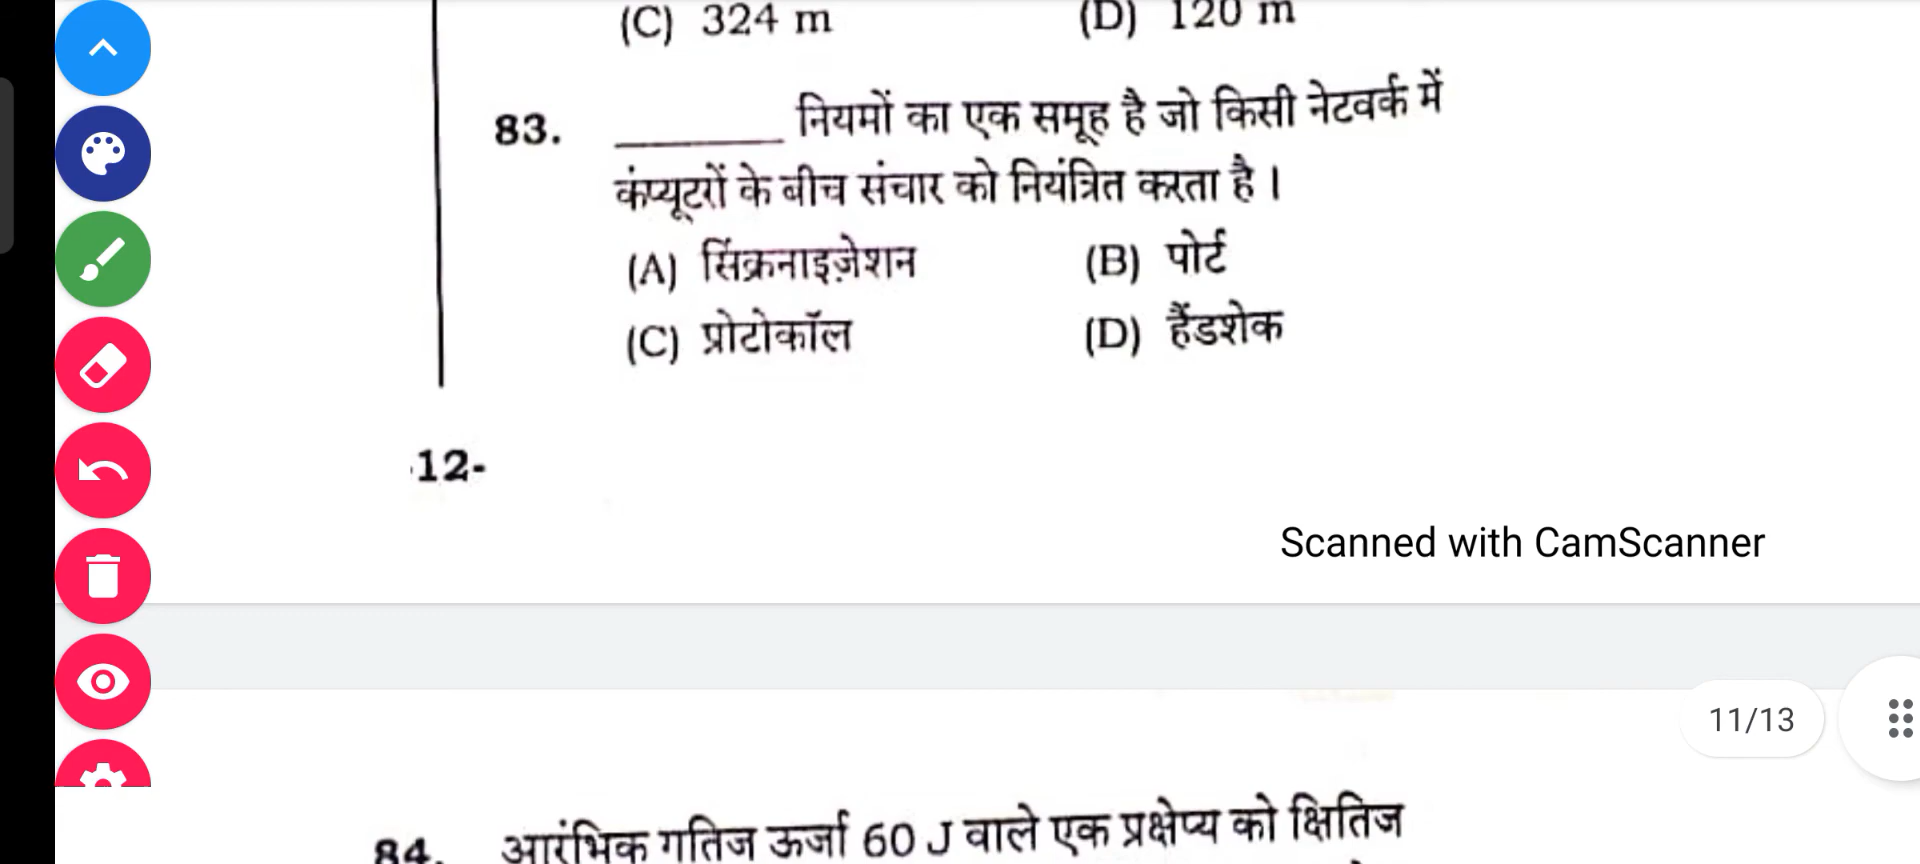 (C) 324 m (D) 120 m
83. ________ नियमों का एक समूह है जो किसी नेटवर्क में
कंप्यूटरों के बीच संचार को नियंत्रित करता है ।
(A) सिंक्रनाइज़ेशन (B) पोर्ट
(C) प्रोटोकॉल (D) हैंडशेक
12-
Scanned with CamScanner
11/13
84. आरंभिक गतिज ऊर्जा 60 J वाले एक प्रक्षेप्य को क्षितिज